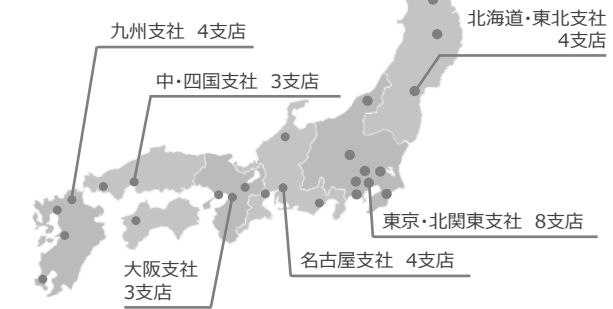 北海道・東北支社
4支店
九州支社 4支店
中・四国支社 3支店
東京・北関東支社 8支店
名古屋支社 4支店
大阪支社
3支店